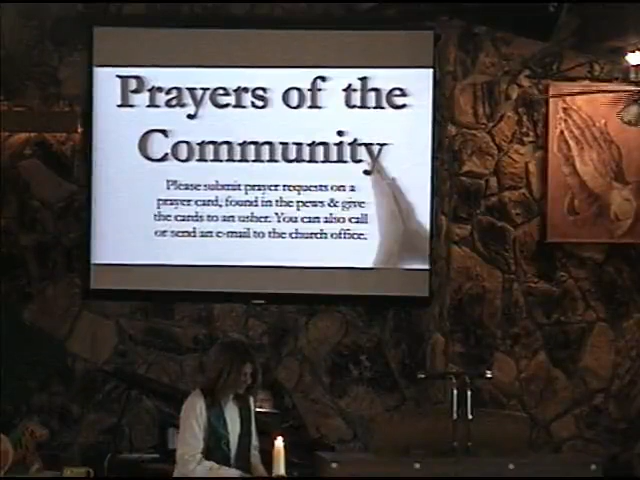 Prayers of the
Community
Please submit prayer requests on a
prayer card, found in the pews & give
the cards to an usher. You can also call
or send an e-mail to the church office.